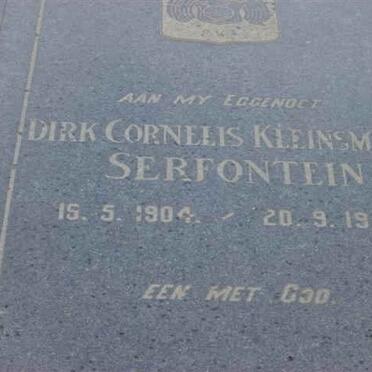 AAN MY EGGENOOT
DIRK CORNELIS KLEINSM
SERFONTEIN
15. 5. 1904. / 20. 9. 19
EEN MET GOD.